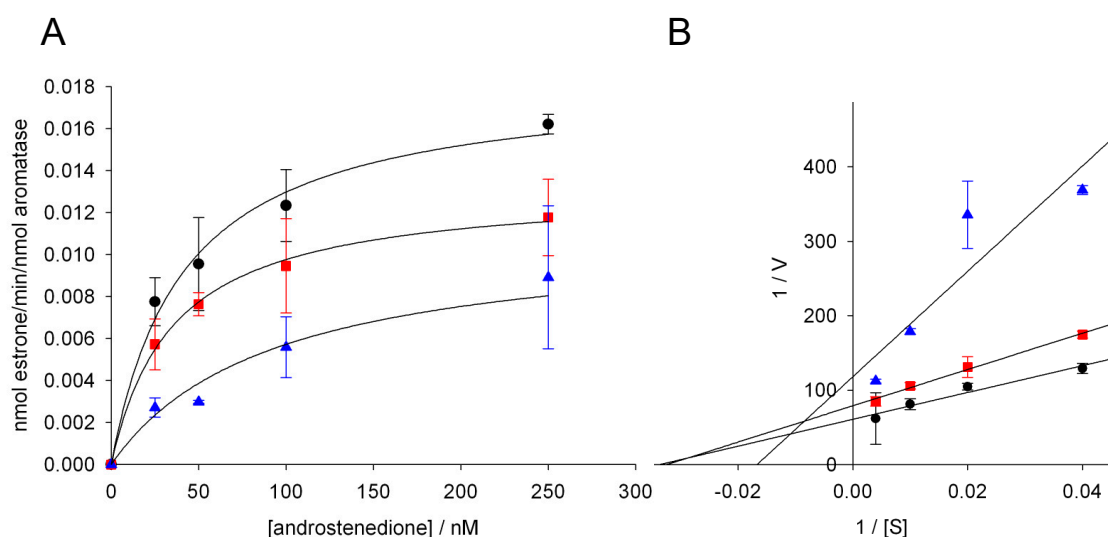 A
nmol estrone/min/nmol aromatase
0.018
0.016
0.014
0.012
0.010
0.008
0.006
0.004
0.002
0.000
0 50 100 150 200 250 300
[androstenedione] / nM
B
1 / V
400
300
200
100
0
-0.02 0.00 0.02 0.04
1 / [S]